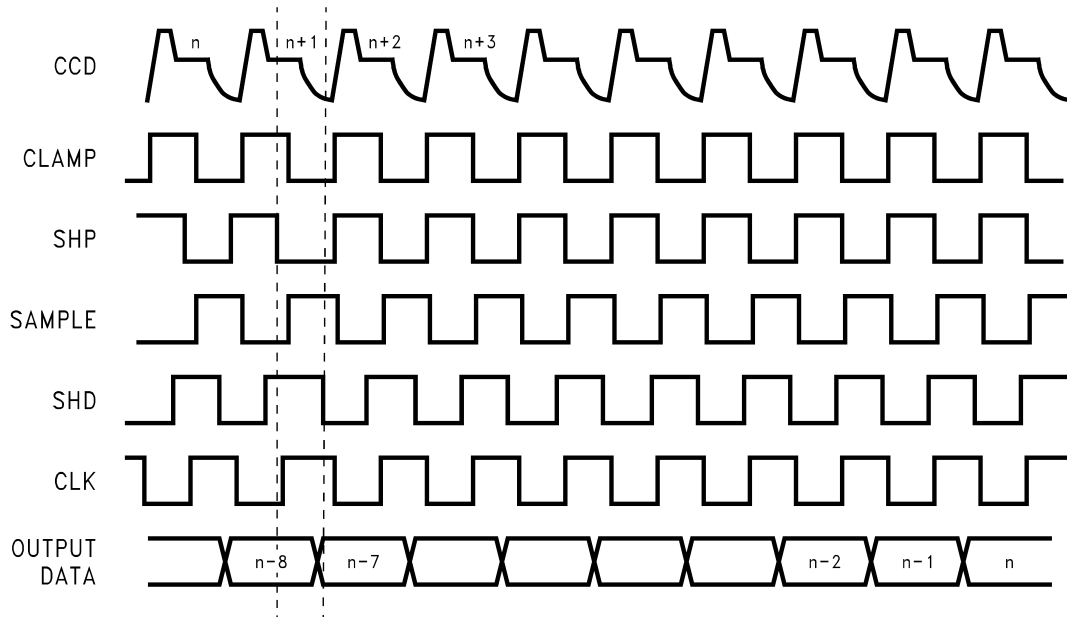 CCD n n+1 n+2 n+3
CLAMP
SHP
SAMPLE
SHD
CLK
OUTPUT
DATA
n-8 n-7 n-2 n-1 n